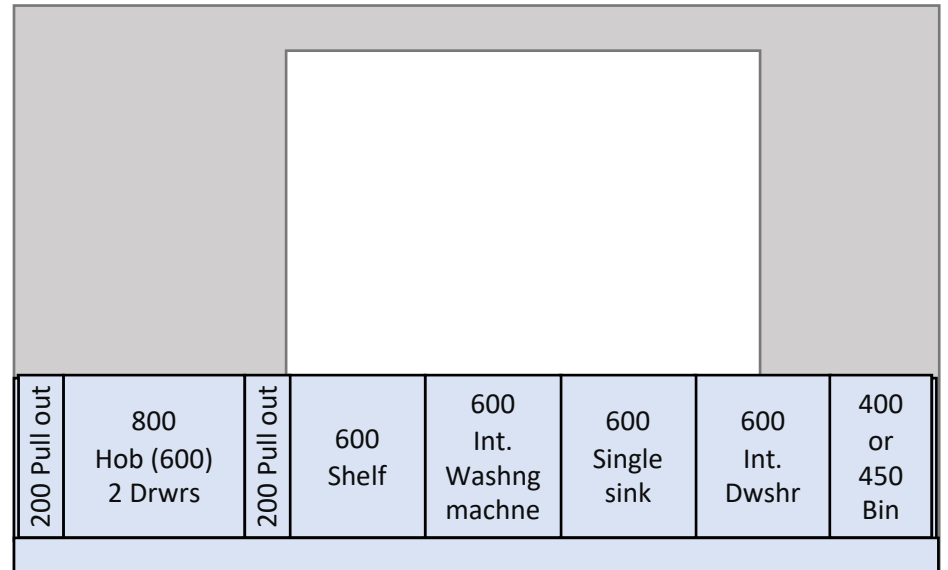 200 Pull out
800
Hob (600)
2 Drwrs
200 Pull out
600
Shelf
600
Int.
Washng
machne
600
Single
sink
600
Int.
Dwshr
400
or
450
Bin